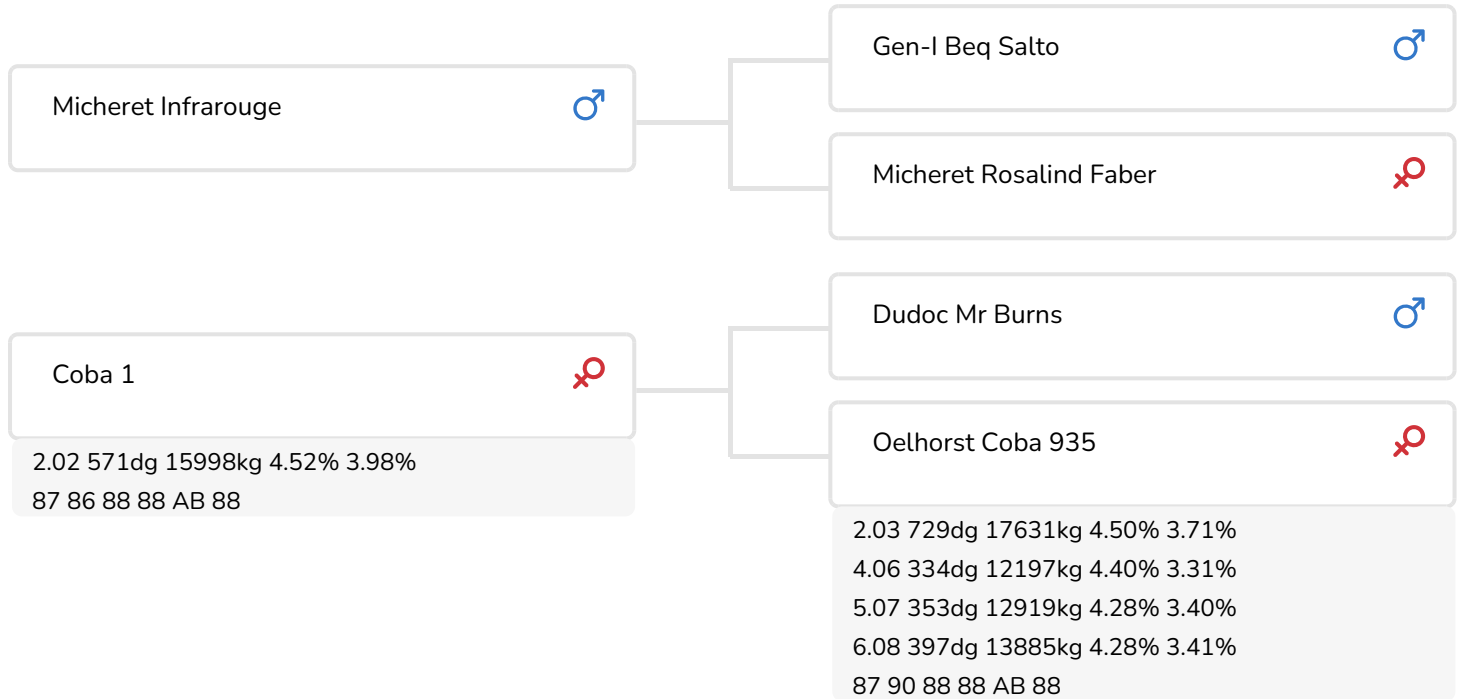 Gen-I Beq Salto
Micheret Infrarouge
Micheret Rosalind Faber
Dudoc Mr Burns
Coba 1
2.02 571dg 15998kg 4.52% 3.98%
87 86 88 88 AB 88
Oelhorst Coba 935
2.03 729dg 17631kg 4.50% 3.71%
4.06 334dg 12197kg 4.40% 3.31%
5.07 353dg 12919kg 4.28% 3.40%
6.08 397dg 13885kg 4.28% 3.41%
87 90 88 88 AB 88